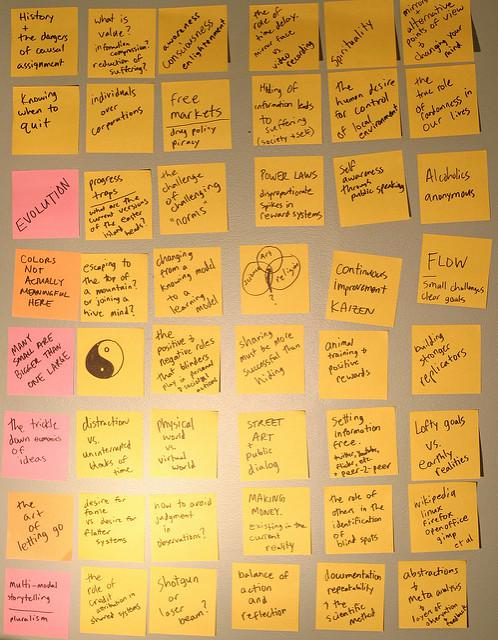 History
+
the dangers
of causal
assignment
what is
value?
information
compression?
reduction of
suffering?
awareness
consciousness
enlightenment
the role of
time delay.
mirror face
video
recording
Spirituality
mirrors
+
alternative
points of view
+
changing your
mind
Knowing
when to
quit
individuals
over
corporations
free
markets
drug policy
piracy
Hiding of
information leads
to
suffering
(society + self)
the human desire
for control
of local
environment
the
true role
of
randomness in
our lives
EVOLUTION
progress
traps
what are the
current versions
of the easter
island heads?
the
challenge
of
challenging
"norms"
POWER LAWS
disproportionate
spikes in
reward systems
self
awareness
through
public speaking
Alcoholics
anonymous
COLORS
NOT
ACTUALLY
MEANINGFUL
HERE
escaping to
the top of
a mountain?
or joining a
hive mind?
changing
from a
knowing model
to a
learning model
art
science
religion
?
Continuous
improvement
KAIZEN
FLOW
small challenges
clear goals
MANY
SMALL ARE
BIGGER THAN
ONE LARGE
the
positive +
negative roles
that binders
play in personal
+ societal
actions
sharing
must be more
successful than
hiding
animal
training +
positive
rewards
building
stronger
replicators
the trickle
down economics
of
ideas
distraction
vs.
uninterrupted
blocks of
time
physical
world
vs
virtual
world
STREET
ART
+
public
dialog
Setting
information
free.
twitter, youtube,
flickr, etc
+ peer-2-peer
Lofty goals
vs.
earthly
realities
the
art
of
letting go
desire for
fame
vs desire for
flatter
systems
how to avoid
judgment
in
observations?
MAKING
MONEY.
Existing in the
current
reality
the role of
others in the
identification
of
blind spots
wikipedia
linux
firefox
openoffice
gimp
et al
multi-modal
storytelling
pluralism
the
role of
credit
attribution in
shared systems
Shotgun
or
laser
beam?
balance of
action
and
reflection
documentation
repeatability
+ the
scientific
method
abstractions
+
meta analysis
+
layers of
observation
+
feedback